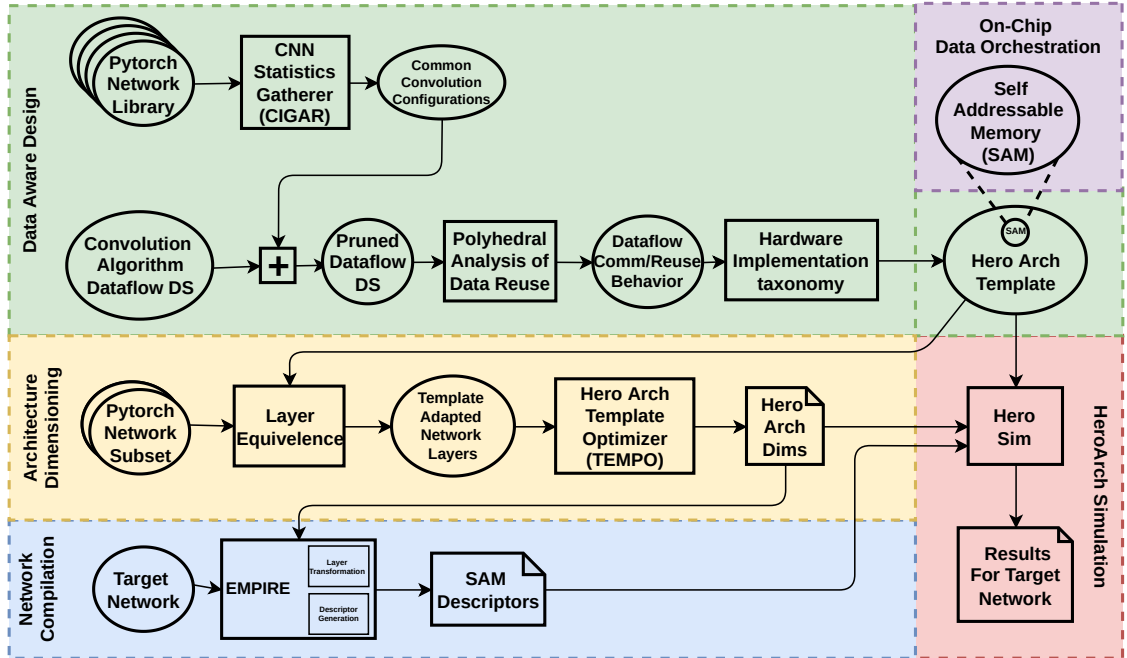 Data Aware Design
Pytorch
Network
Library
CNN
Statistics
Gatherer
(CIGAR)
Common
Convolution
Configurations
On-Chip
Data Orchestration
Self
Addressable
Memory
(SAM)
Convolution
Algorithm
Dataflow DS
+
Pruned
Dataflow
DS
Polyhedral
Analysis of
Data Reuse
Dataflow
Comm/Reuse
Behavior
Hardware
Implementation
taxonomy
SAM
Hero Arch
Template
Architecture
Dimensioning
Pytorch
Network
Subset
Layer
Equivelence
Template
Adapted
Network
Layers
Hero Arch
Template
Optimizer
(TEMPO)
Hero
Arch
Dims
Hero
Sim
HeroArch Simulation
Network
Compilation
Target
Network
EMPIRE
Layer
Transformation
Descriptor
Generation
SAM
Descriptors
Results
For Target
Network